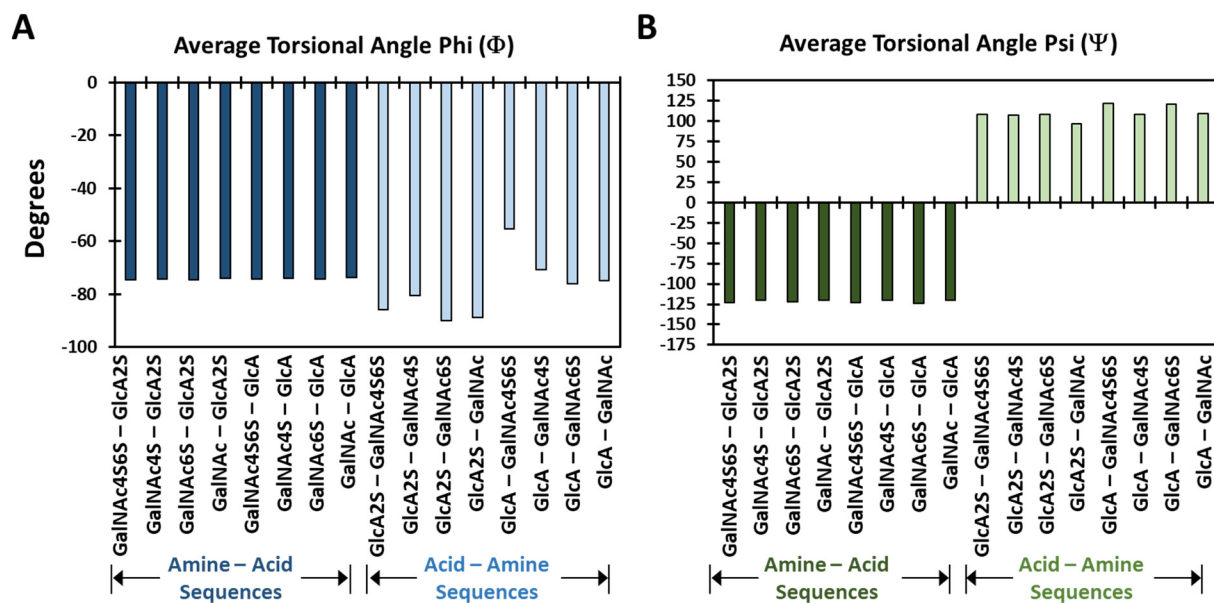 A
Average Torsional Angle Phi (Φ)
Degrees
0
-20
-40
-60
-80
-100
GalNAc4S6S – GlcA2S
GalNAc4S – GlcA2S
GalNAc6S – GlcA2S
GalNAc – GlcA2S
GalNAc4S6S – GlcA
GalNAc4S – GlcA
GalNAc6S – GlcA
GalNAc – GlcA
GlcA2S – GalNAc4S6S
GlcA2S – GalNAc4S
GlcA2S – GalNAc6S
GlcA2S – GalNAc
GlcA – GalNAc4S6S
GlcA – GalNAc4S
GlcA – GalNAc6S
GlcA – GalNAc
Amine – Acid
Sequences
Acid – Amine
Sequences
B
Average Torsional Angle Psi (Ψ)
150
125
100
75
50
25
0
-25
-50
-75
-100
-125
-150
-175
GalNAc4S6S – GlcA2S
GalNAc4S – GlcA2S
GalNAc6S – GlcA2S
GalNAc – GlcA2S
GalNAc4S6S – GlcA
GalNAc4S – GlcA
GalNAc6S – GlcA
GalNAc – GlcA
GlcA2S – GalNAc4S6S
GlcA2S – GalNAc4S
GlcA2S – GalNAc6S
GlcA2S – GalNAc
GlcA – GalNAc4S6S
GlcA – GalNAc4S
GlcA – GalNAc6S
GlcA – GalNAc
Amine – Acid
Sequences
Acid – Amine
Sequences